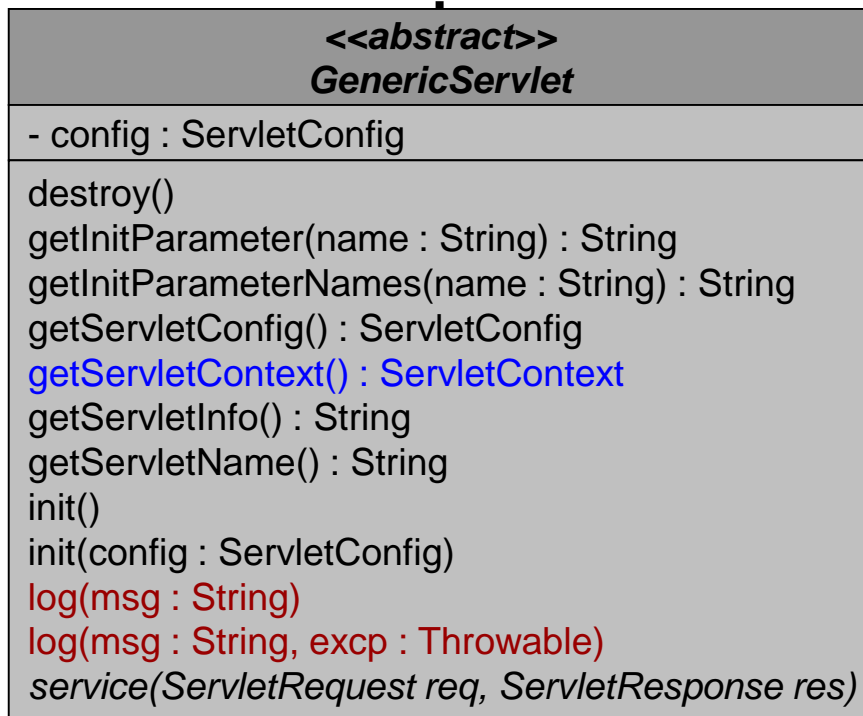 <<abstract>>
GenericServlet
- config : ServletConfig
destroy()
getInitParameter(name : String) : String
getInitParameterNames(name : String) : String
getServletConfig() : ServletConfig
getServletContext() : ServletContext
getServletInfo() : String
getServletName() : String
init()
init(config : ServletConfig)
log(msg : String)
log(msg : String, excp : Throwable)
service(ServletRequest req, ServletResponse res)